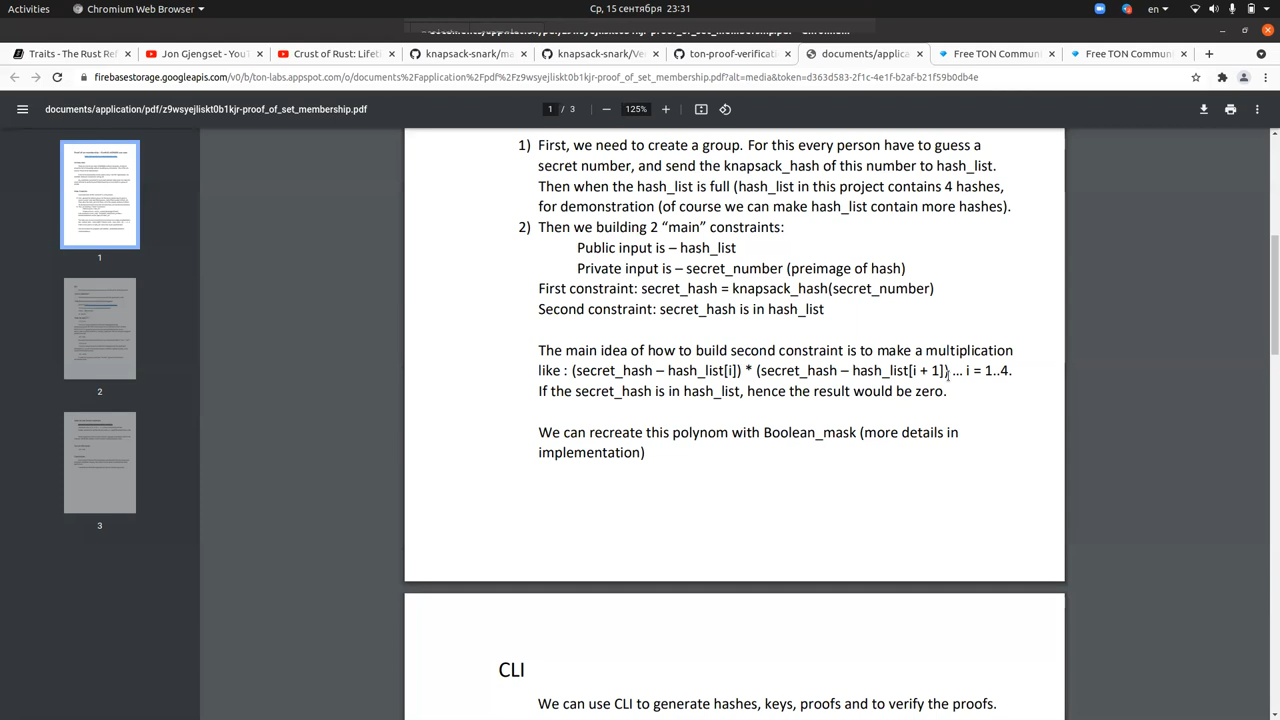 Activities
Chromium Web Browser
Ср, 15 сентября 23:31
en
Traits - The Rust Ref
Jon Gjengset - YouT
Crust of Rust: Lifeti
knapsack-snark/ma
knapsack-snark/Ve
ton-proof-verificati
documents/applica
Free TON Communi
Free TON Communi
firebasestorage.googleapis.com/v0/b/ton-labs.appspot.com/o/documents%2Fapplication%2Fpdf%2Fz9wsyejliskt0b1kjr-proof_of_set_membership.pdf?alt=media&token=d363d583-2f1c-4e1f-b2af-b21f59b0db4e
documents/application/pdf/z9wsyejliskt0b1kjr-proof_of_set_membership.pdf
1 / 3
125%
1) First, we need to create a group. For this every person have to guess a
secret number, and send the knapsack_hash of this number to hash_list.
Then when the hash_list is full (hash_list in this project contains 4 hashes,
for demonstration (of course we can make hash_list contain more hashes).
2) Then we building 2 “main” constraints:
Public input is – hash_list
Private input is – secret_number (preimage of hash)
First constraint: secret_hash = knapsack_hash(secret_number)
Second constraint: secret_hash is in hash_list
The main idea of how to build second constraint is to make a multiplication
like : (secret_hash – hash_list[i]) * (secret_hash – hash_list[i + 1]) … i = 1..4.
If the secret_hash is in hash_list, hence the result would be zero.
We can recreate this polynom with Boolean_mask (more details in
implementation)
1
2
3
CLI
We can use CLI to generate hashes, keys, proofs and to verify the proofs.